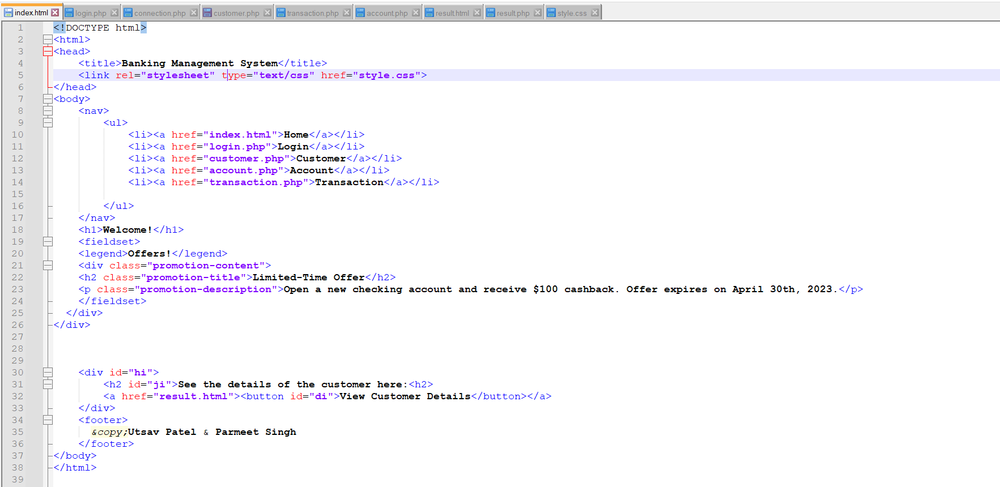 index.html login.php connection.php customer.php transaction.php account.php result.html result.php style.css
1 <!DOCTYPE html>
2 <html>
3 <head>
4 <title>Banking Management System</title>
5 <link rel="stylesheet" type="text/css" href="style.css">
6 </head>
7 <body>
8 <nav>
9 <ul>
10 <li><a href="index.html">Home</a></li>
11 <li><a href="login.php">Login</a></li>
12 <li><a href="customer.php">Customer</a></li>
13 <li><a href="account.php">Account</a></li>
14 <li><a href="transaction.php">Transaction</a></li>
15
16 </ul>
17 </nav>
18 <h1>Welcome!</h1>
19 <fieldset>
20 <legend>Offers!</legend>
21 <div class="promotion-content">
22 <h2 class="promotion-title">Limited-Time Offer</h2>
23 <p class="promotion-description">Open a new checking account and receive $100 cashback. Offer expires on April 30th, 2023.</p>
24 </fieldset>
25 </div>
26 </div>
27
28
29
30 <div id="hi">
31 <h2 id="ji">See the details of the customer here:<h2>
32 <a href="result.html"><button id="di">View Customer Details</button></a>
33 </div>
34 <footer>
35 &copy;Utsav Patel & Parmeet Singh
36 </footer>
37 </body>
38 </html>
39